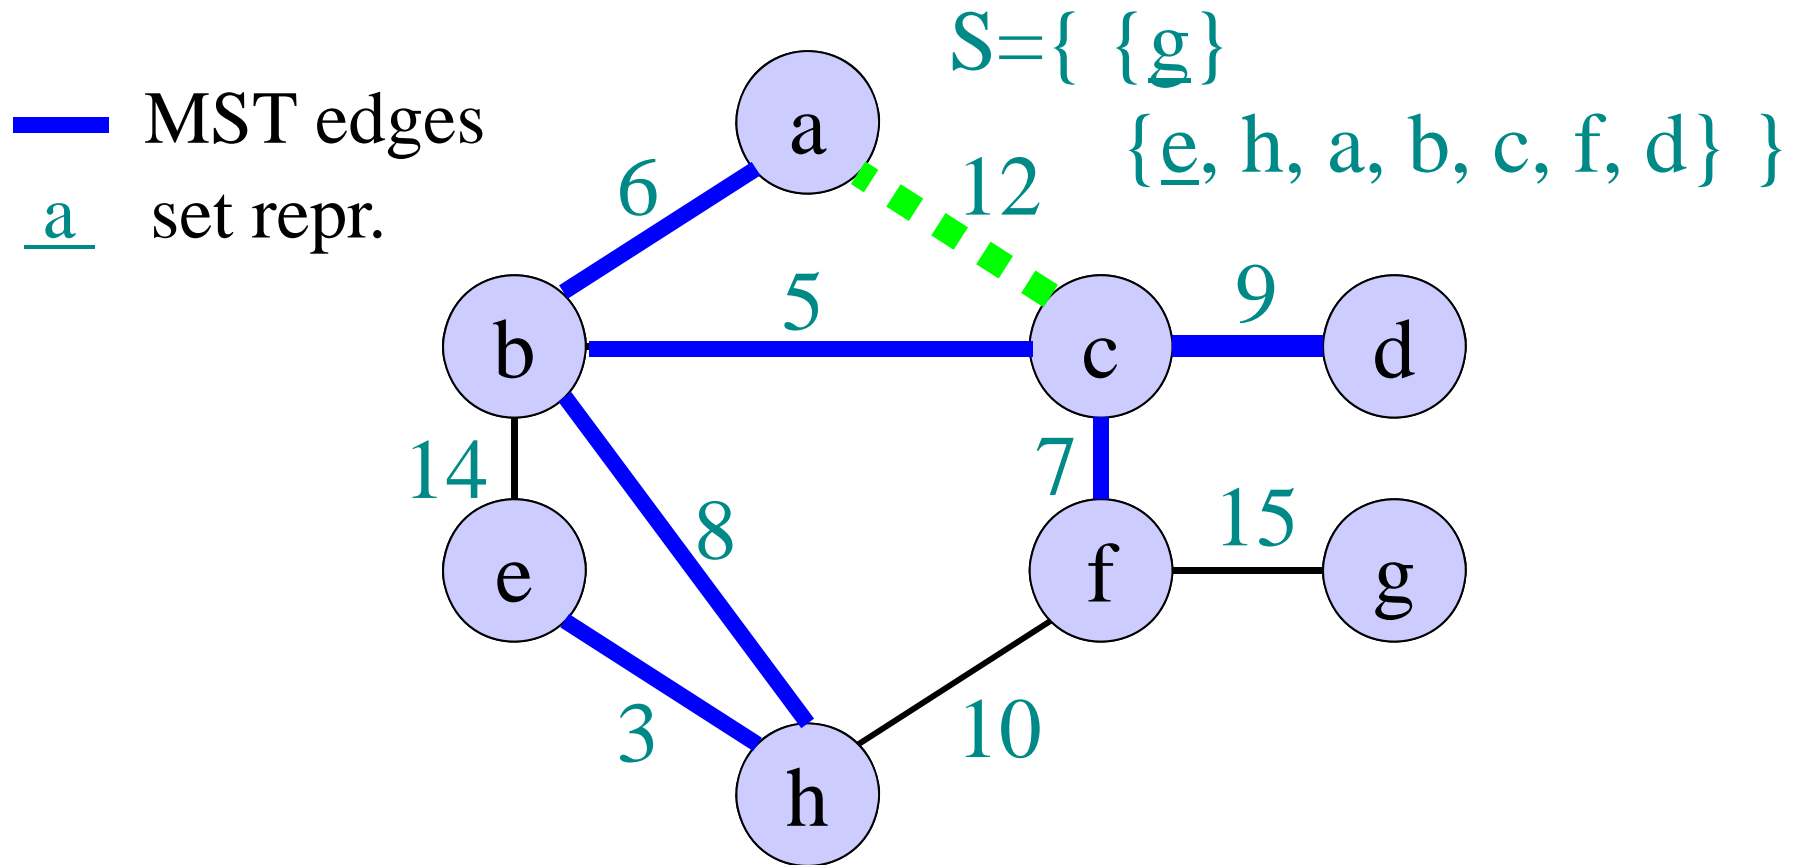 S={ {g}
{e, h, a, b, c, f, d} }
MST edges
a set repr.
a
6
12
5
9
b
c
d
14
7
8
15
e
f
g
3
10
h